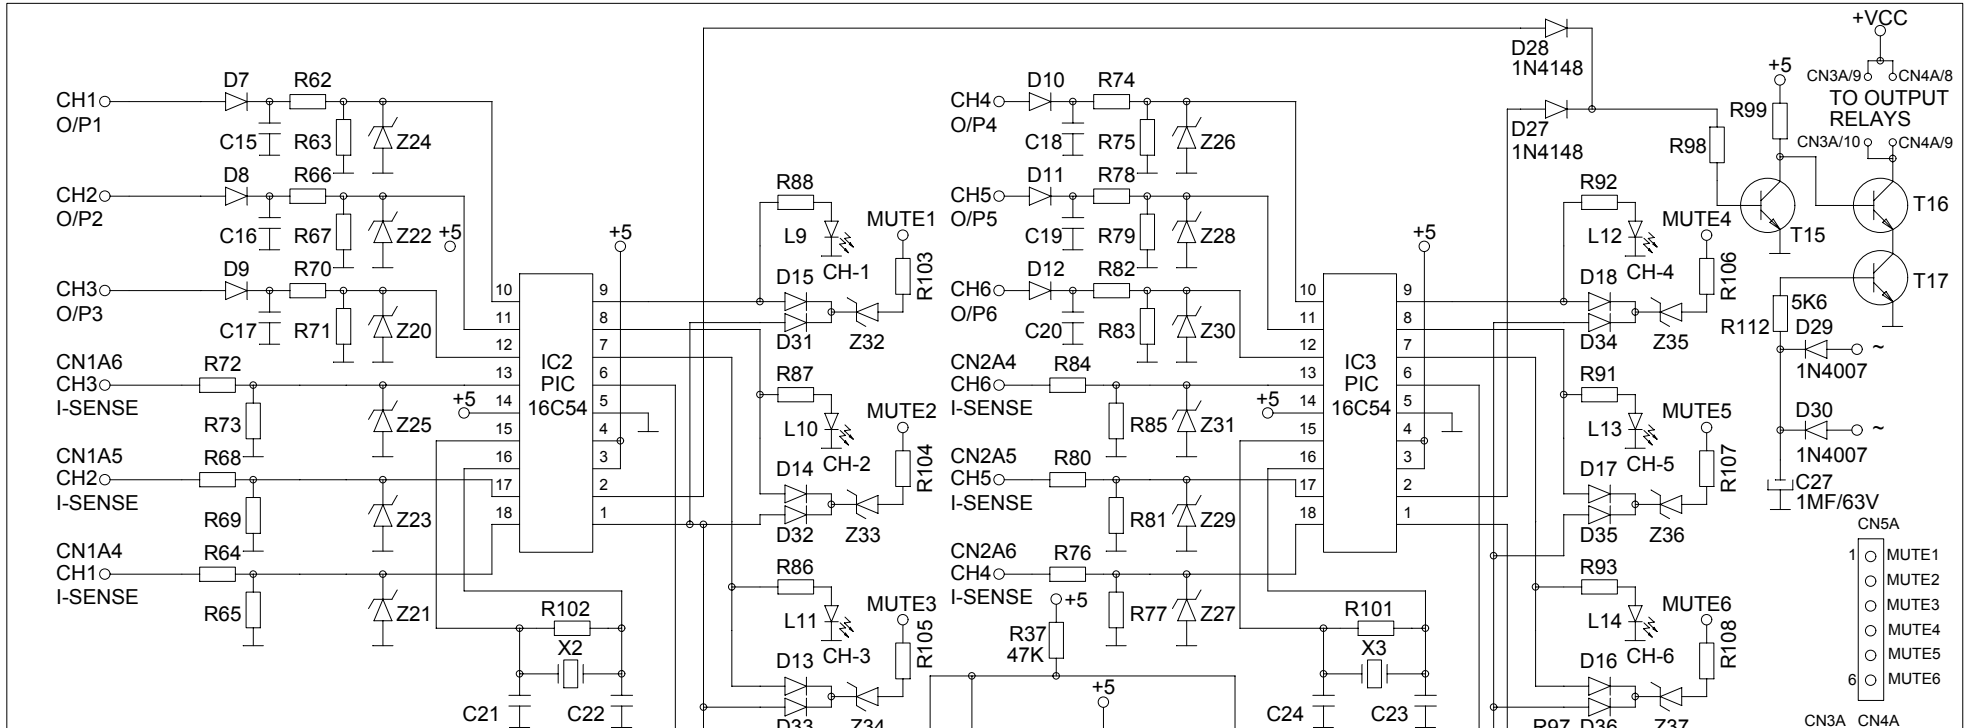 CH1
O/P1
D7
R62
C15
R63
Z24
CH2
O/P2
D8
R66
C16
R67
Z22
+5
CH3
O/P3
D9
R70
C17
R71
Z20
CN1A6
CH3
I-SENSE
R72
R73
Z25
+5
CN1A5
CH2
I-SENSE
R68
R69
Z23
CN1A4
CH1
I-SENSE
R64
R65
Z21
+5
10
11
12
13
14
15
16
17
18
IC2
PIC
16C54
9
8
7
6
5
4
3
2
1
R102
X2
C21
C22
R88
L9
CH-1
MUTE1
R103
D15
D31
Z32
R87
L10
CH-2
MUTE2
R104
D14
D32
Z33
R86
L11
CH-3
MUTE3
R105
D13
D33
Z34
CH4
O/P4
D10
R74
C18
R75
Z26
CH5
O/P5
D11
R78
C19
R79
Z28
CH6
O/P6
D12
R82
C20
R83
Z30
CN2A4
CH6
I-SENSE
R84
R85
Z31
+5
CN2A5
CH5
I-SENSE
R80
R81
Z29
CN2A6
CH4
I-SENSE
R76
R77
Z27
+5
R37
47K
+5
+5
10
11
12
13
14
15
16
17
18
IC3
PIC
16C54
9
8
7
6
5
4
3
2
1
R101
X3
C24
C23
D28
1N4148
D27
1N4148
R92
L12
CH-4
MUTE4
R106
D18
D34
Z35
R91
L13
CH-5
MUTE5
R107
D17
D35
Z36
R93
L14
CH-6
MUTE6
R108
D16
R97
D36
Z37
+VCC
+5
CN3A/9
CN4A/8
TO OUTPUT
RELAYS
R99
R98
CN3A/10
CN4A/9
T16
T15
T17
5K6
R112
D29
~
1N4007
D30
~
1N4007
C27
1MF/63V
CN5A
1
MUTE1
MUTE2
MUTE3
MUTE4
MUTE5
6
MUTE6
CN3A
CN4A